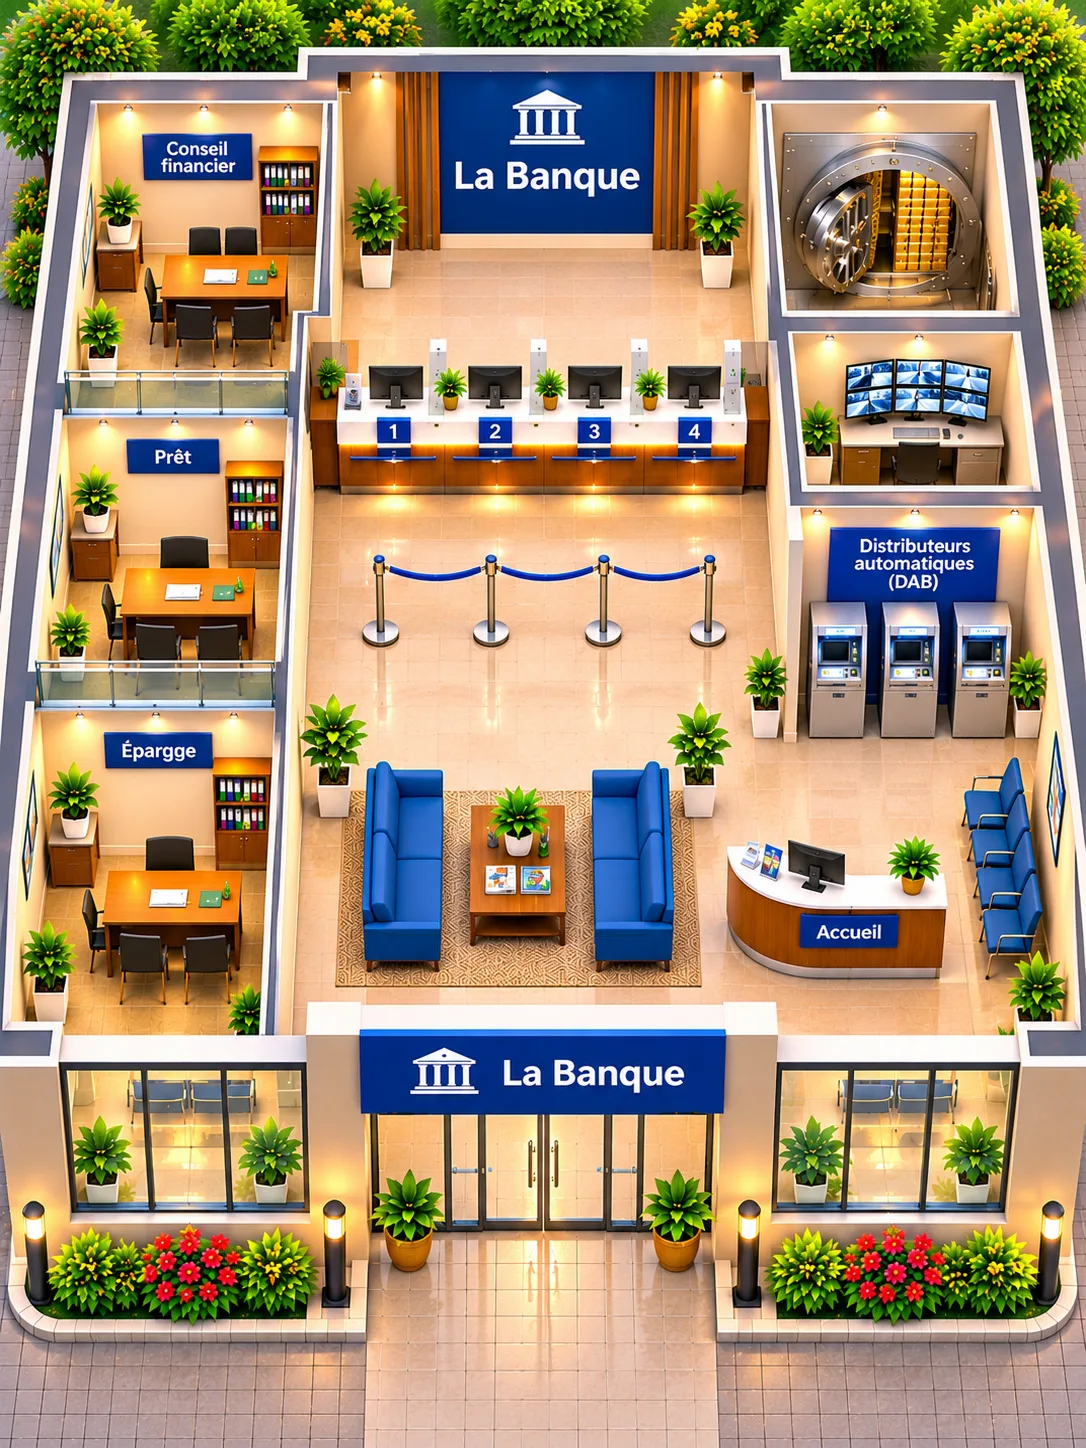 La Banque
Conseil
financier
1
2
3
4
Prêt
Distributeurs
automatiques
(DAB)
Épargge
Accueil
La Banque